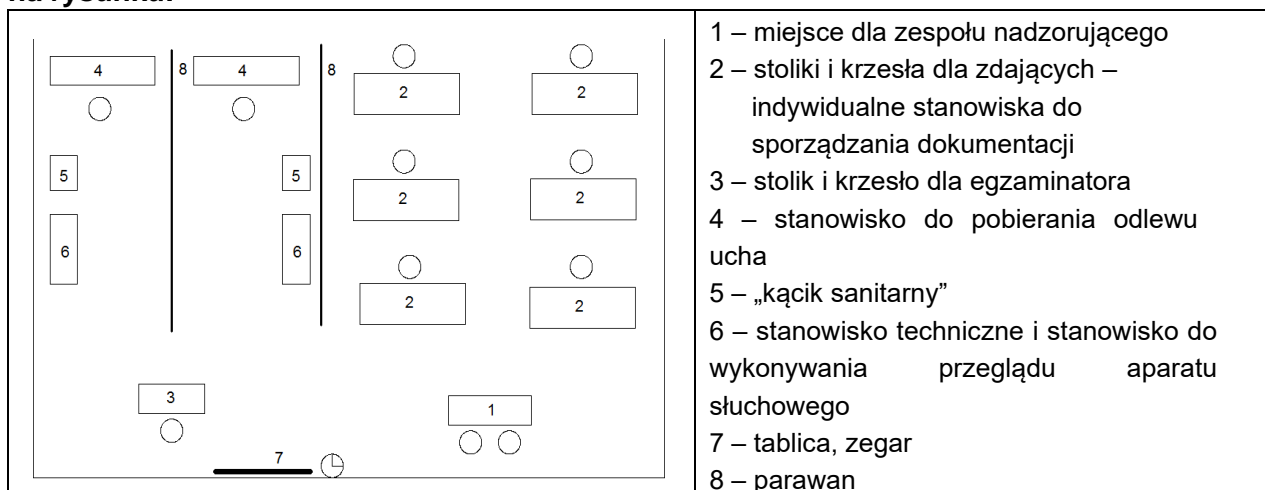 4 8 4 8
2 2
5 5
2 2
6 6
2 2
3 1
7
1 – miejsce dla zespołu nadzorującego
2 – stoliki i krzesła dla zdających –
indywidualne stanowiska do
sporządzania dokumentacji
3 – stolik i krzesło dla egzaminatora
4 – stanowisko do pobierania odlewu
ucha
5 – „kącik sanitarny”
6 – stanowisko techniczne i stanowisko do
wykonywania przeglądu aparatu
słuchowego
7 – tablica, zegar
8 – parawan